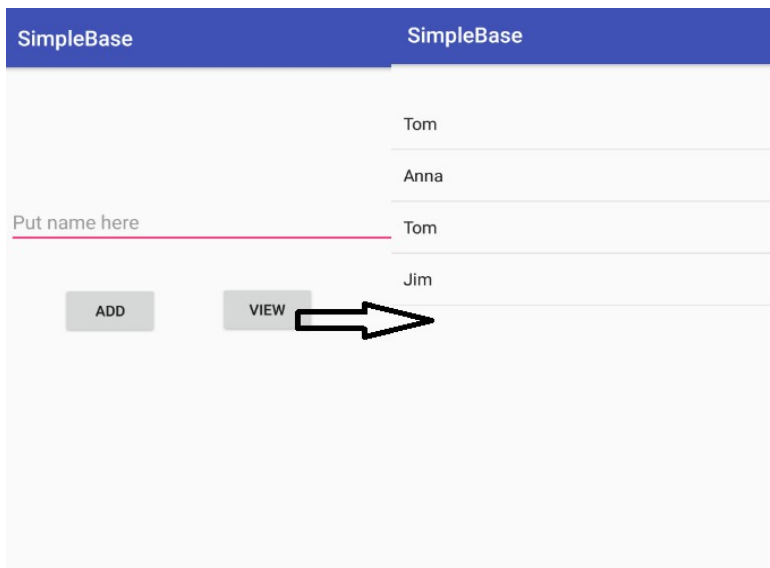 SimpleBase
Put name here
ADD
VIEW
SimpleBase
Tom
Anna
Tom
Jim